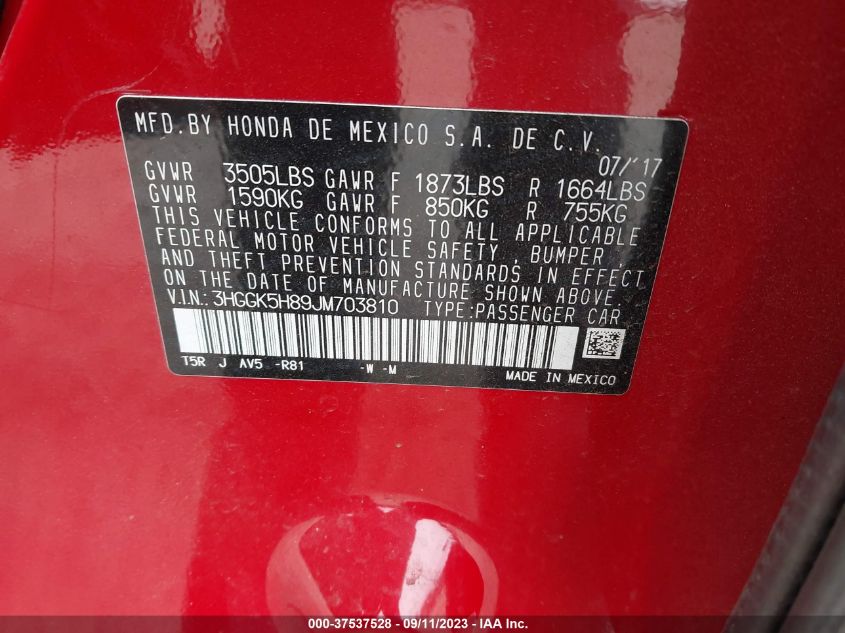 MFD.BY HONDA DE MEXICO S.A. DE C.V.
07/'17
GVWR 3505LBS GAWR F 1873LBS R 1664LBS
GVWR 1590KG GAWR F 850KG R 755KG
THIS VEHICLE CONFORMS TO ALL APPLICABLE
FEDERAL MOTOR VEHICLE SAFETY, BUMPER,
AND THEFT PREVENTION STANDARDS IN EFFECT
ON THE DATE OF MANUFACTURE SHOWN ABOVE.
V.I.N.: 3HGGK5H89JM703810 TYPE:PASSENGER CAR
T5R J AV5 -R81 -W -M
MADE IN MEXICO
000-37537528 - 09/11/2023 - IAA Inc.